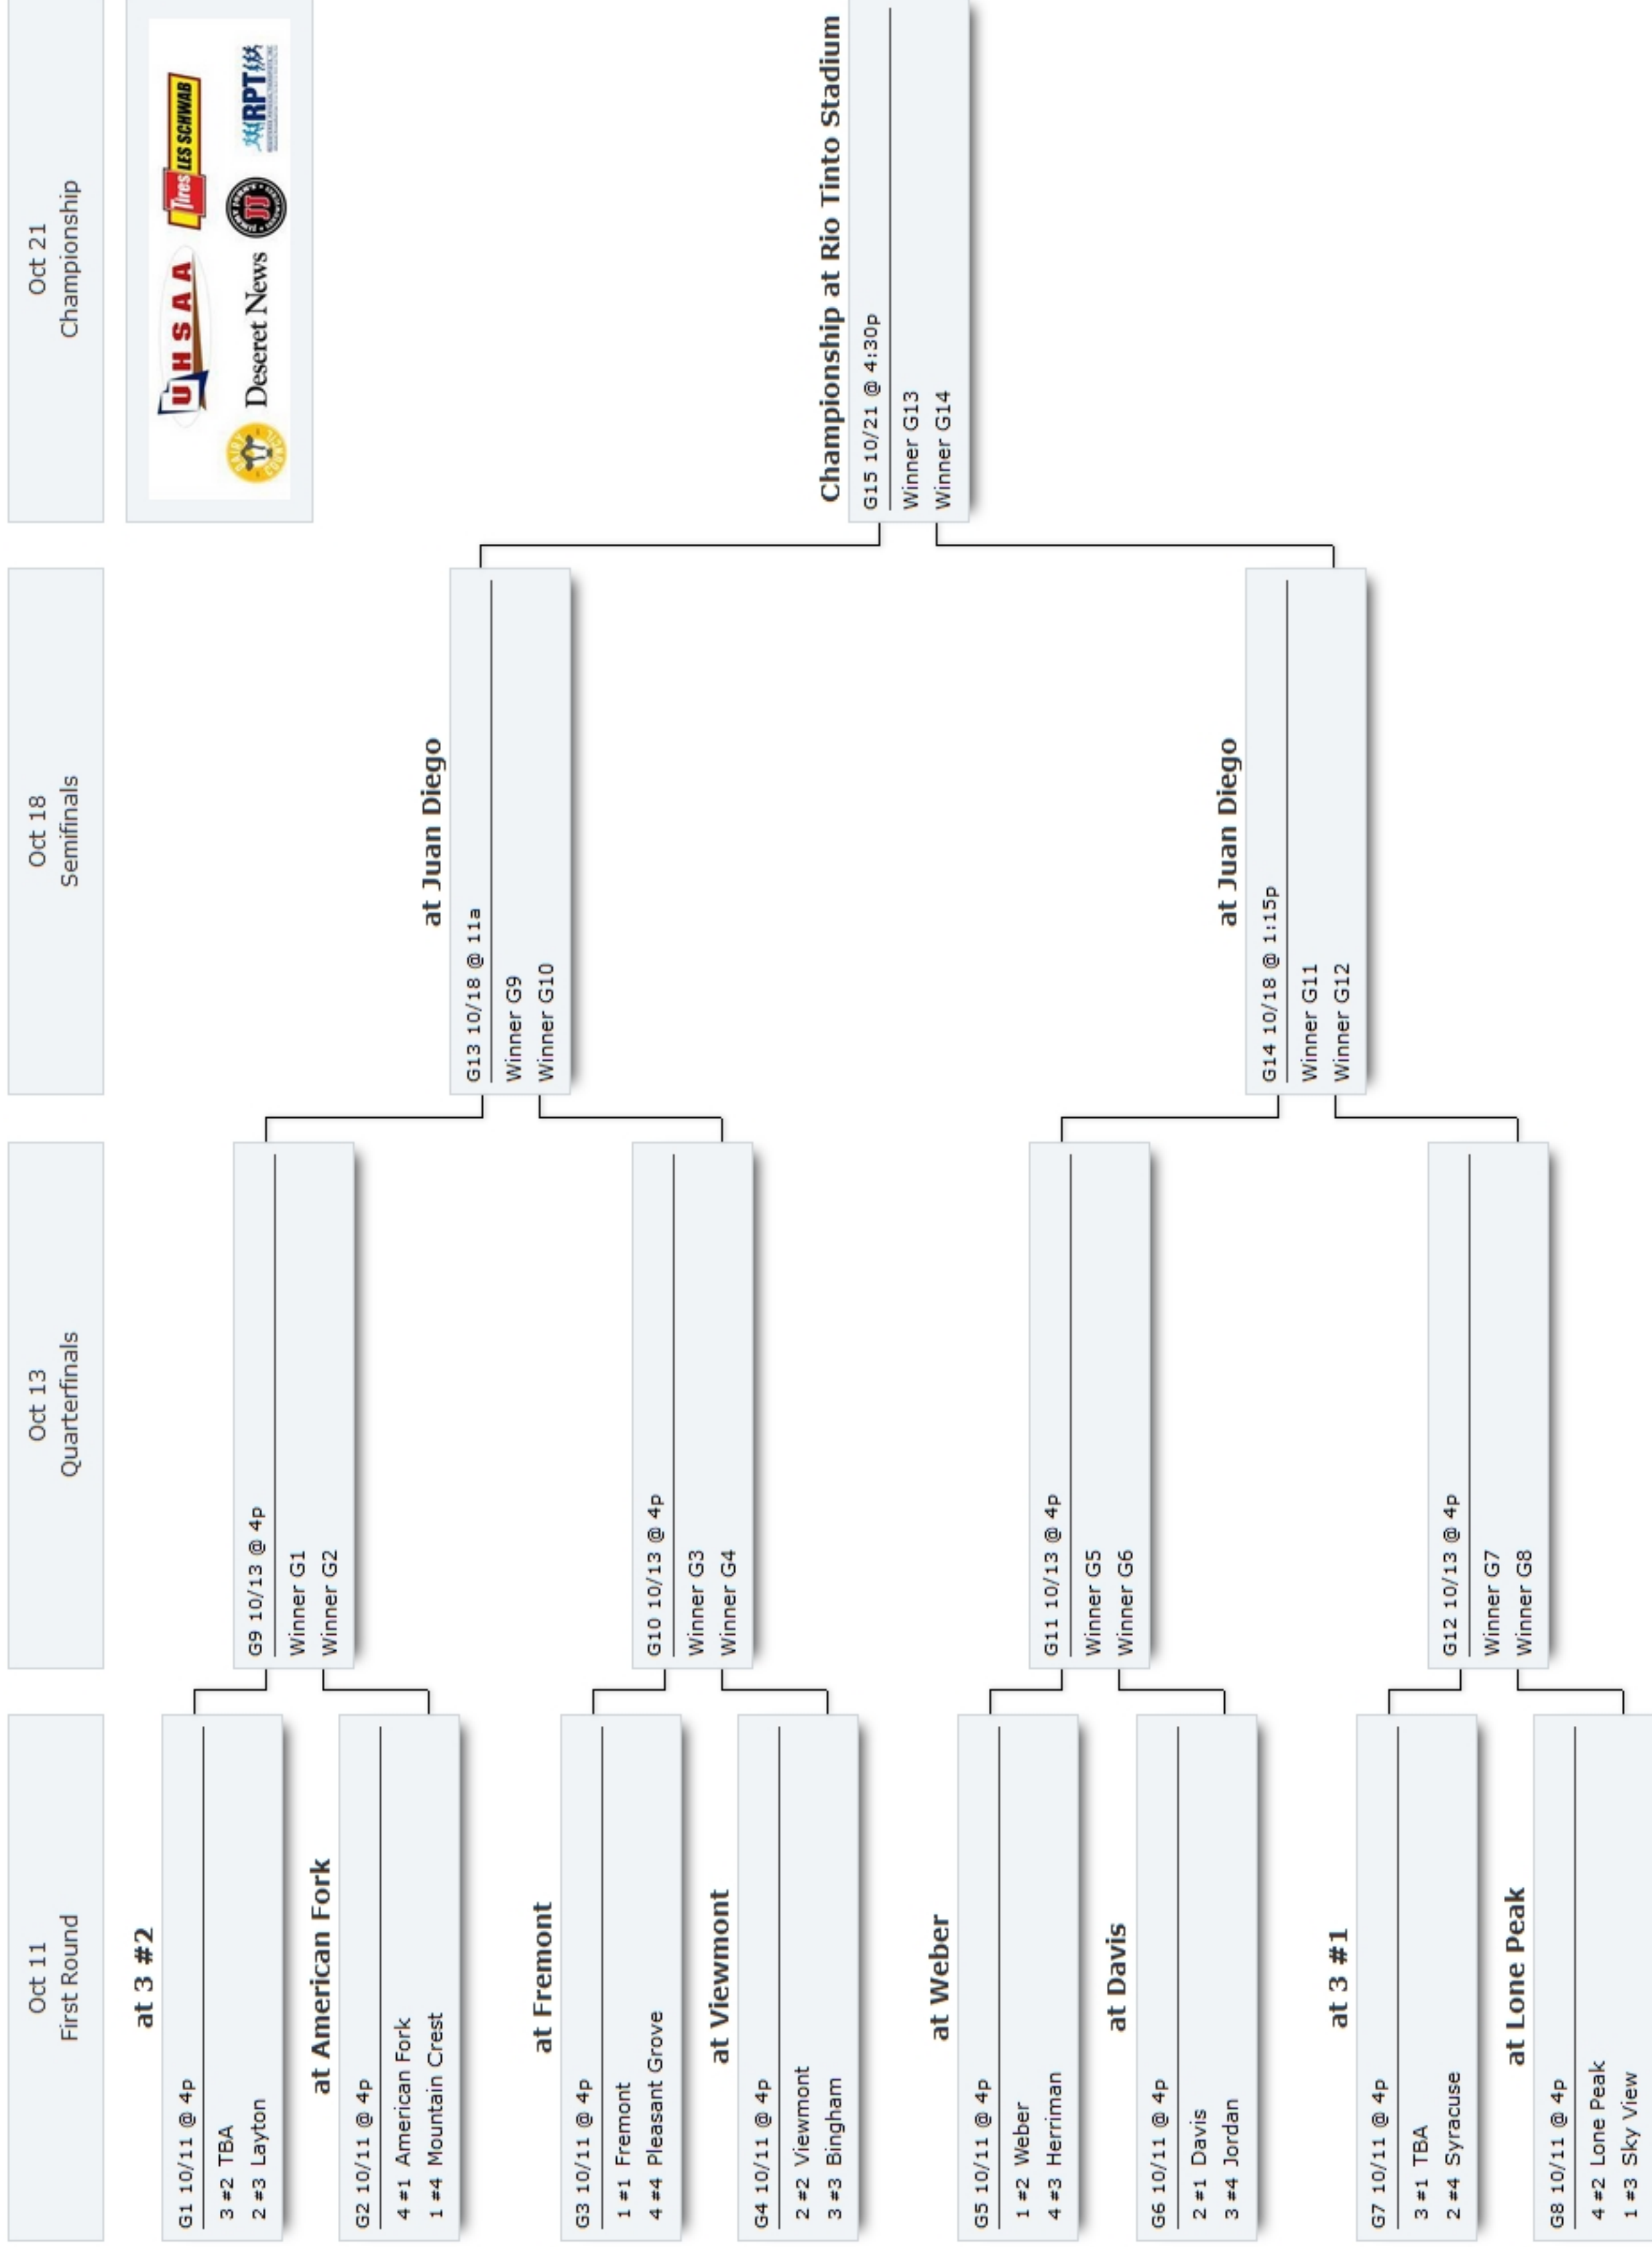 Oct 11
First Round
Oct 13
Quarterfinals
Oct 18
Semifinals
Oct 21
Championship
UHSAA
Tires LES SCHWAB
DAIRY COUNCIL
Deseret News
JIMMY JOHN'S
JJ
RPT
at 3 #2
G1 10/11 @ 4p
3 #2 TBA
2 #3 Layton
at American Fork
G2 10/11 @ 4p
4 #1 American Fork
1 #4 Mountain Crest
at Fremont
G3 10/11 @ 4p
1 #1 Fremont
4 #4 Pleasant Grove
at Viewmont
G4 10/11 @ 4p
2 #2 Viewmont
3 #3 Bingham
at Weber
G5 10/11 @ 4p
1 #2 Weber
4 #3 Herriman
at Davis
G6 10/11 @ 4p
2 #1 Davis
3 #4 Jordan
at 3 #1
G7 10/11 @ 4p
3 #1 TBA
2 #4 Syracuse
at Lone Peak
G8 10/11 @ 4p
4 #2 Lone Peak
1 #3 Sky View
G9 10/13 @ 4p
Winner G1
Winner G2
G10 10/13 @ 4p
Winner G3
Winner G4
G11 10/13 @ 4p
Winner G5
Winner G6
G12 10/13 @ 4p
Winner G7
Winner G8
at Juan Diego
G13 10/18 @ 11a
Winner G9
Winner G10
at Juan Diego
G14 10/18 @ 1:15p
Winner G11
Winner G12
Championship at Rio Tinto Stadium
G15 10/21 @ 4:30p
Winner G13
Winner G14